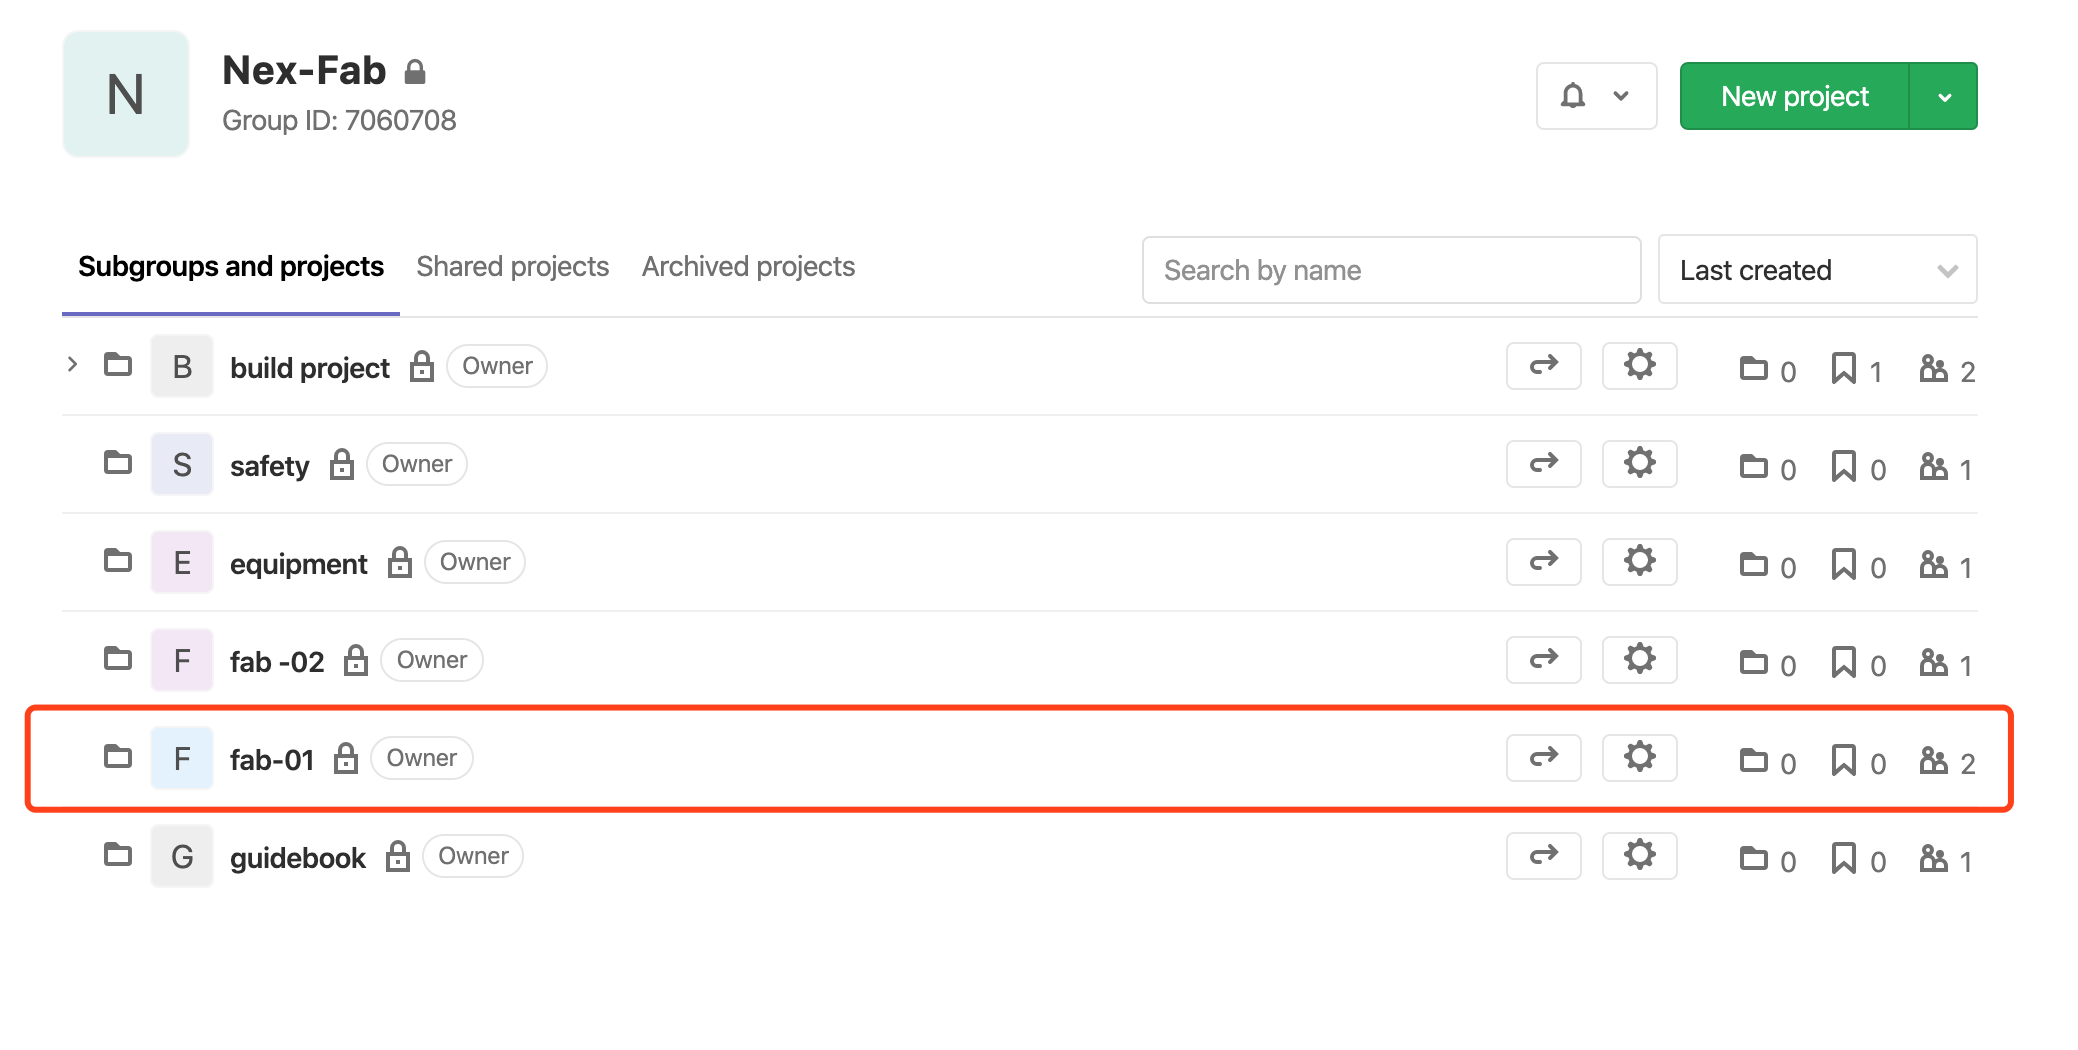 N
Nex-Fab
Group ID: 7060708
New project
Subgroups and projects Shared projects Archived projects Search by name Last created
B build project Owner 0 1 2
S safety Owner 0 0 1
E equipment Owner 0 0 1
F fab -02 Owner 0 0 1
F fab-01 Owner 0 0 2
G guidebook Owner 0 0 1